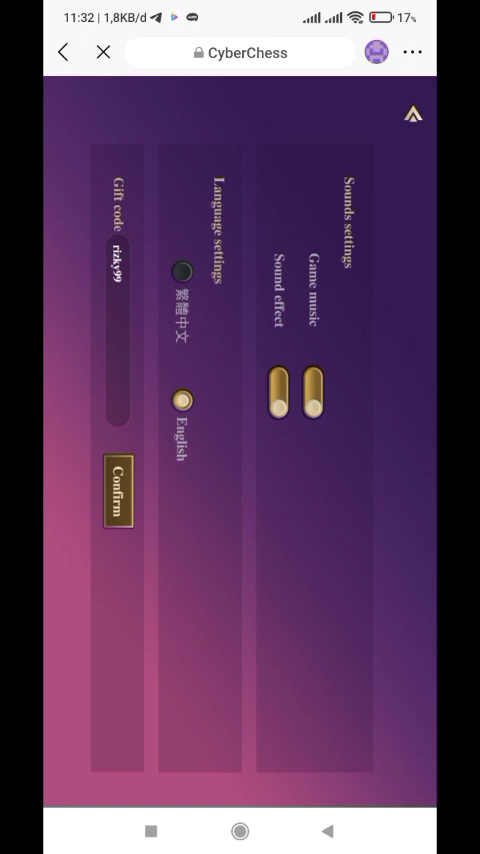 11:32 | 1,8KB/d
17%
CyberChess
Sounds settings
Game music
Sound effect
Language settings
繁體中文
English
Gift code
rizky99
Confirm